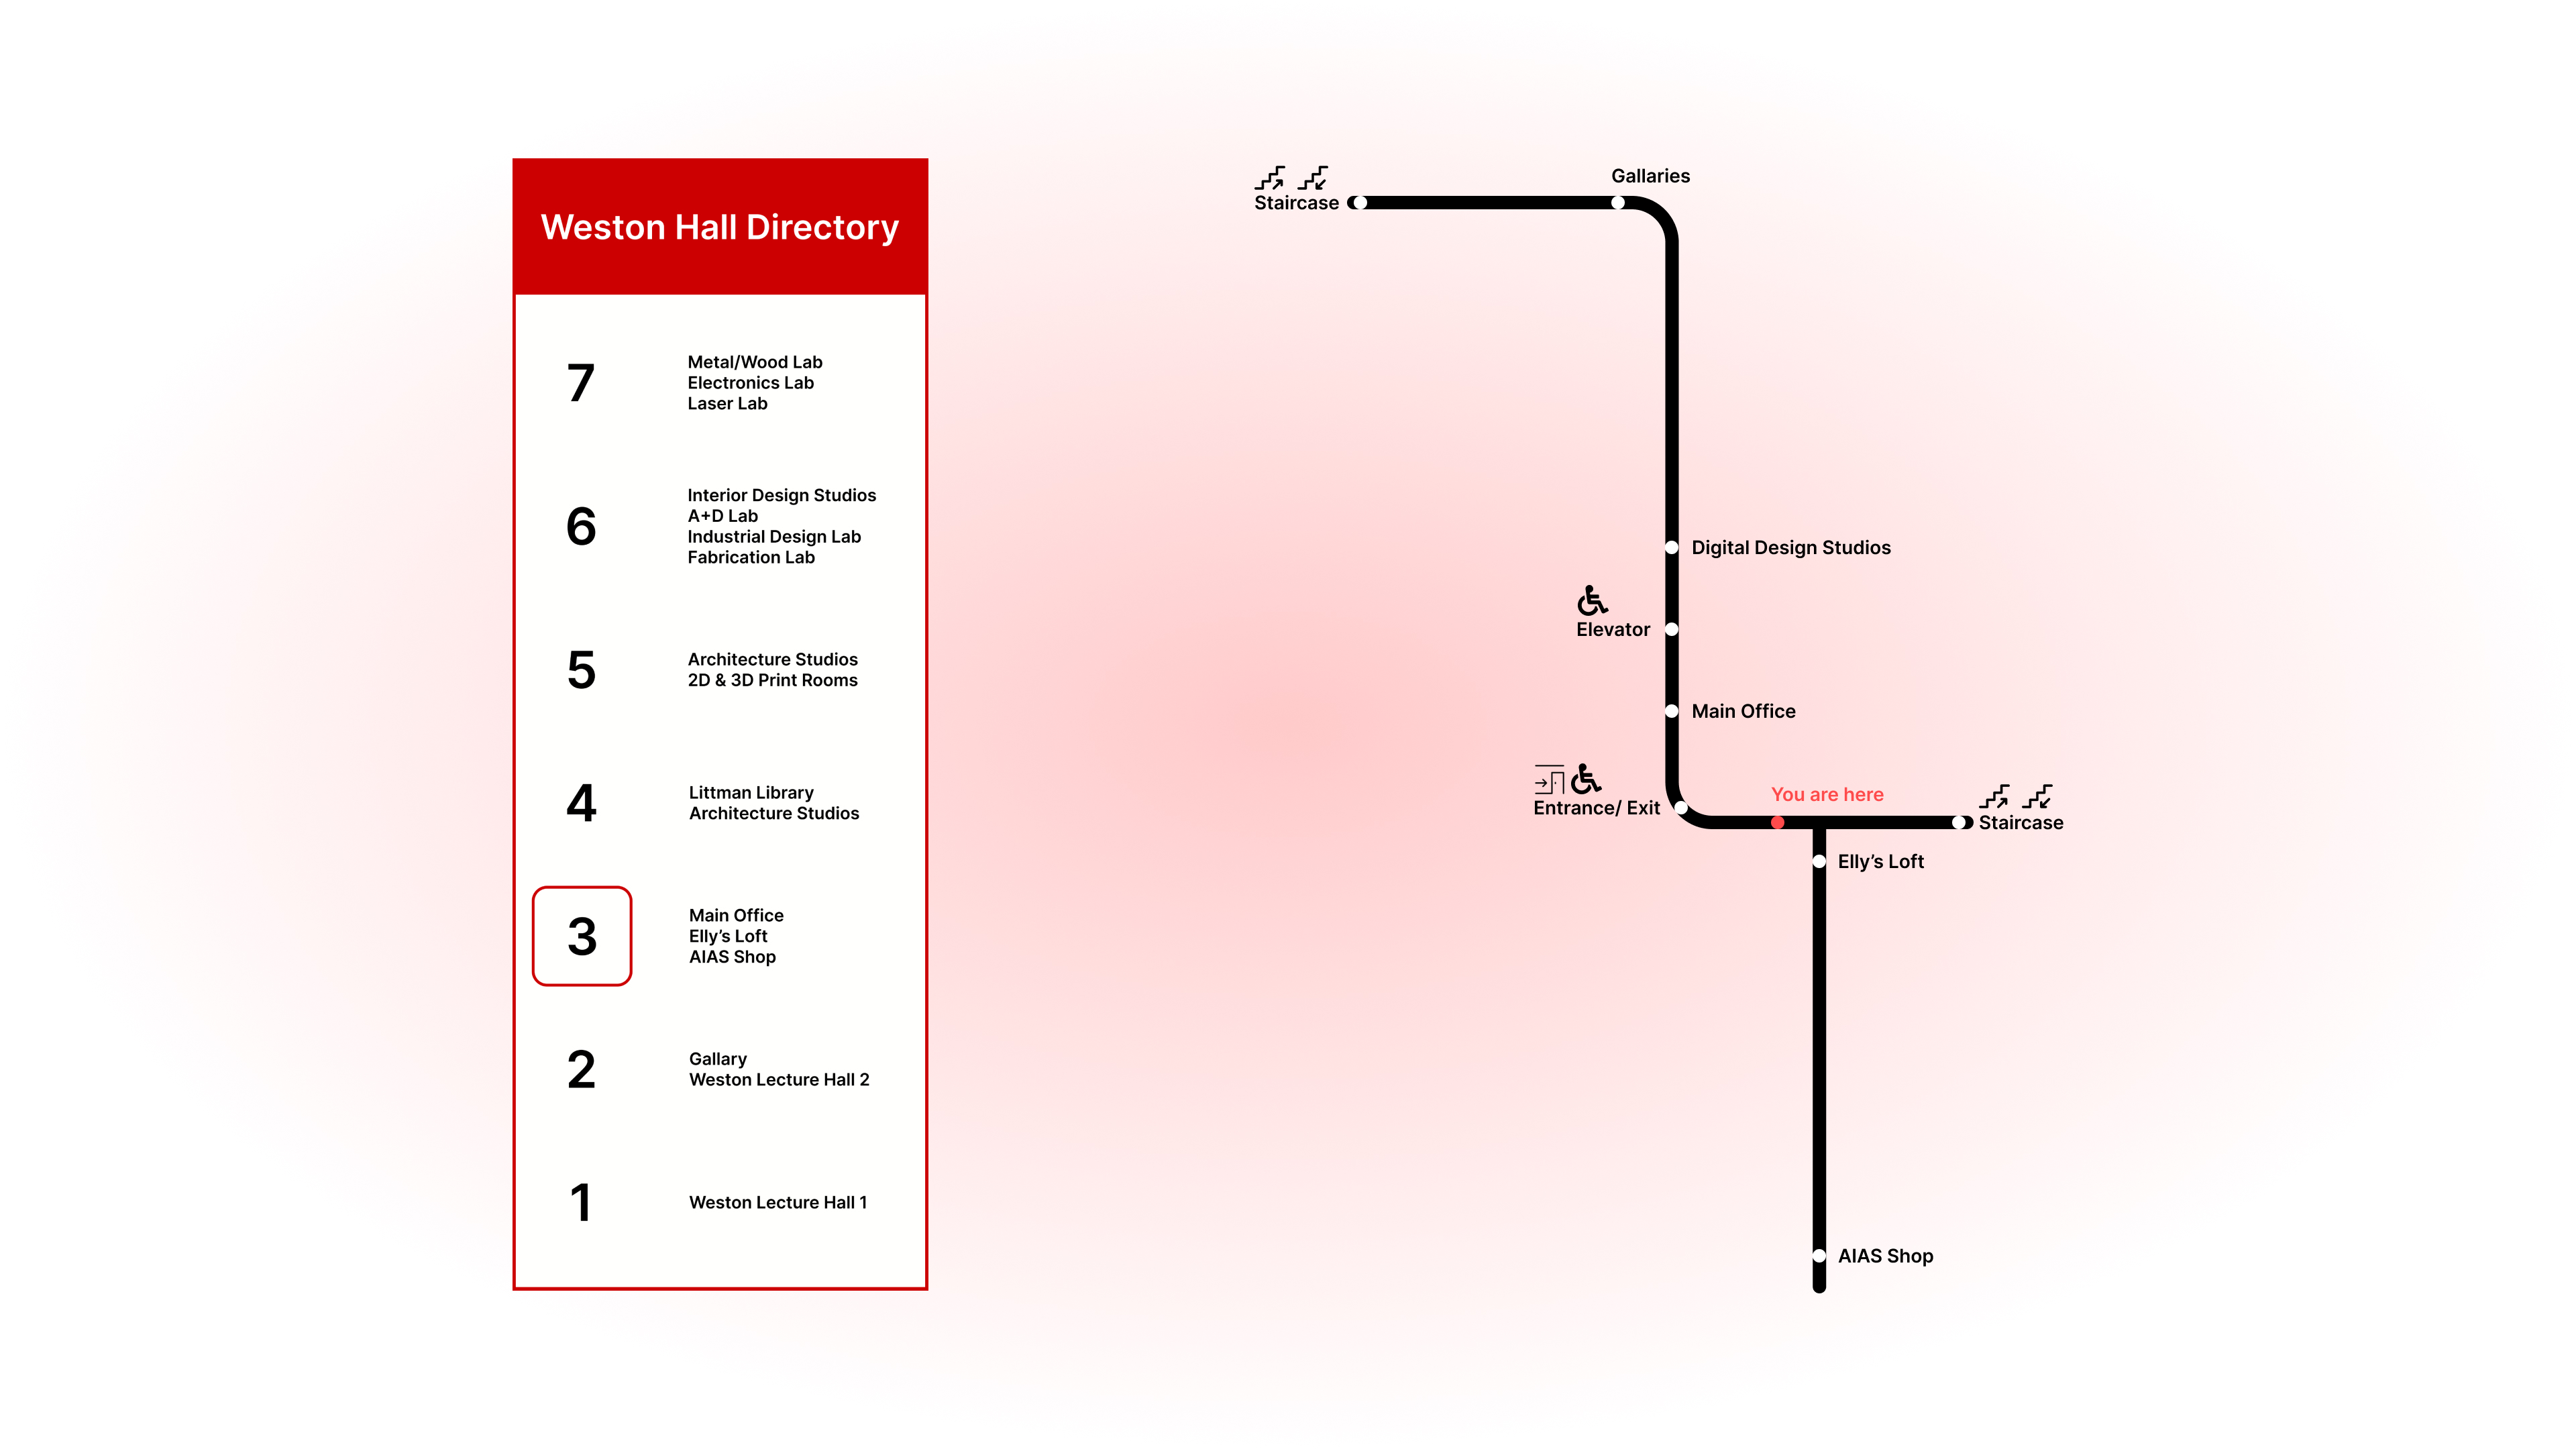 Weston Hall Directory
7
Metal/Wood Lab
Electronics Lab
Laser Lab
6
Interior Design Studios
A+D Lab
Industrial Design Lab
Fabrication Lab
5
Architecture Studios
2D & 3D Print Rooms
4
Littman Library
Architecture Studios
3
Main Office
Elly’s Loft
AIAS Shop
2
Gallary
Weston Lecture Hall 2
1
Weston Lecture Hall 1
Gallaries
Staircase
Digital Design Studios
Elevator
Main Office
You are here
Entrance/ Exit
Staircase
Elly’s Loft
AIAS Shop